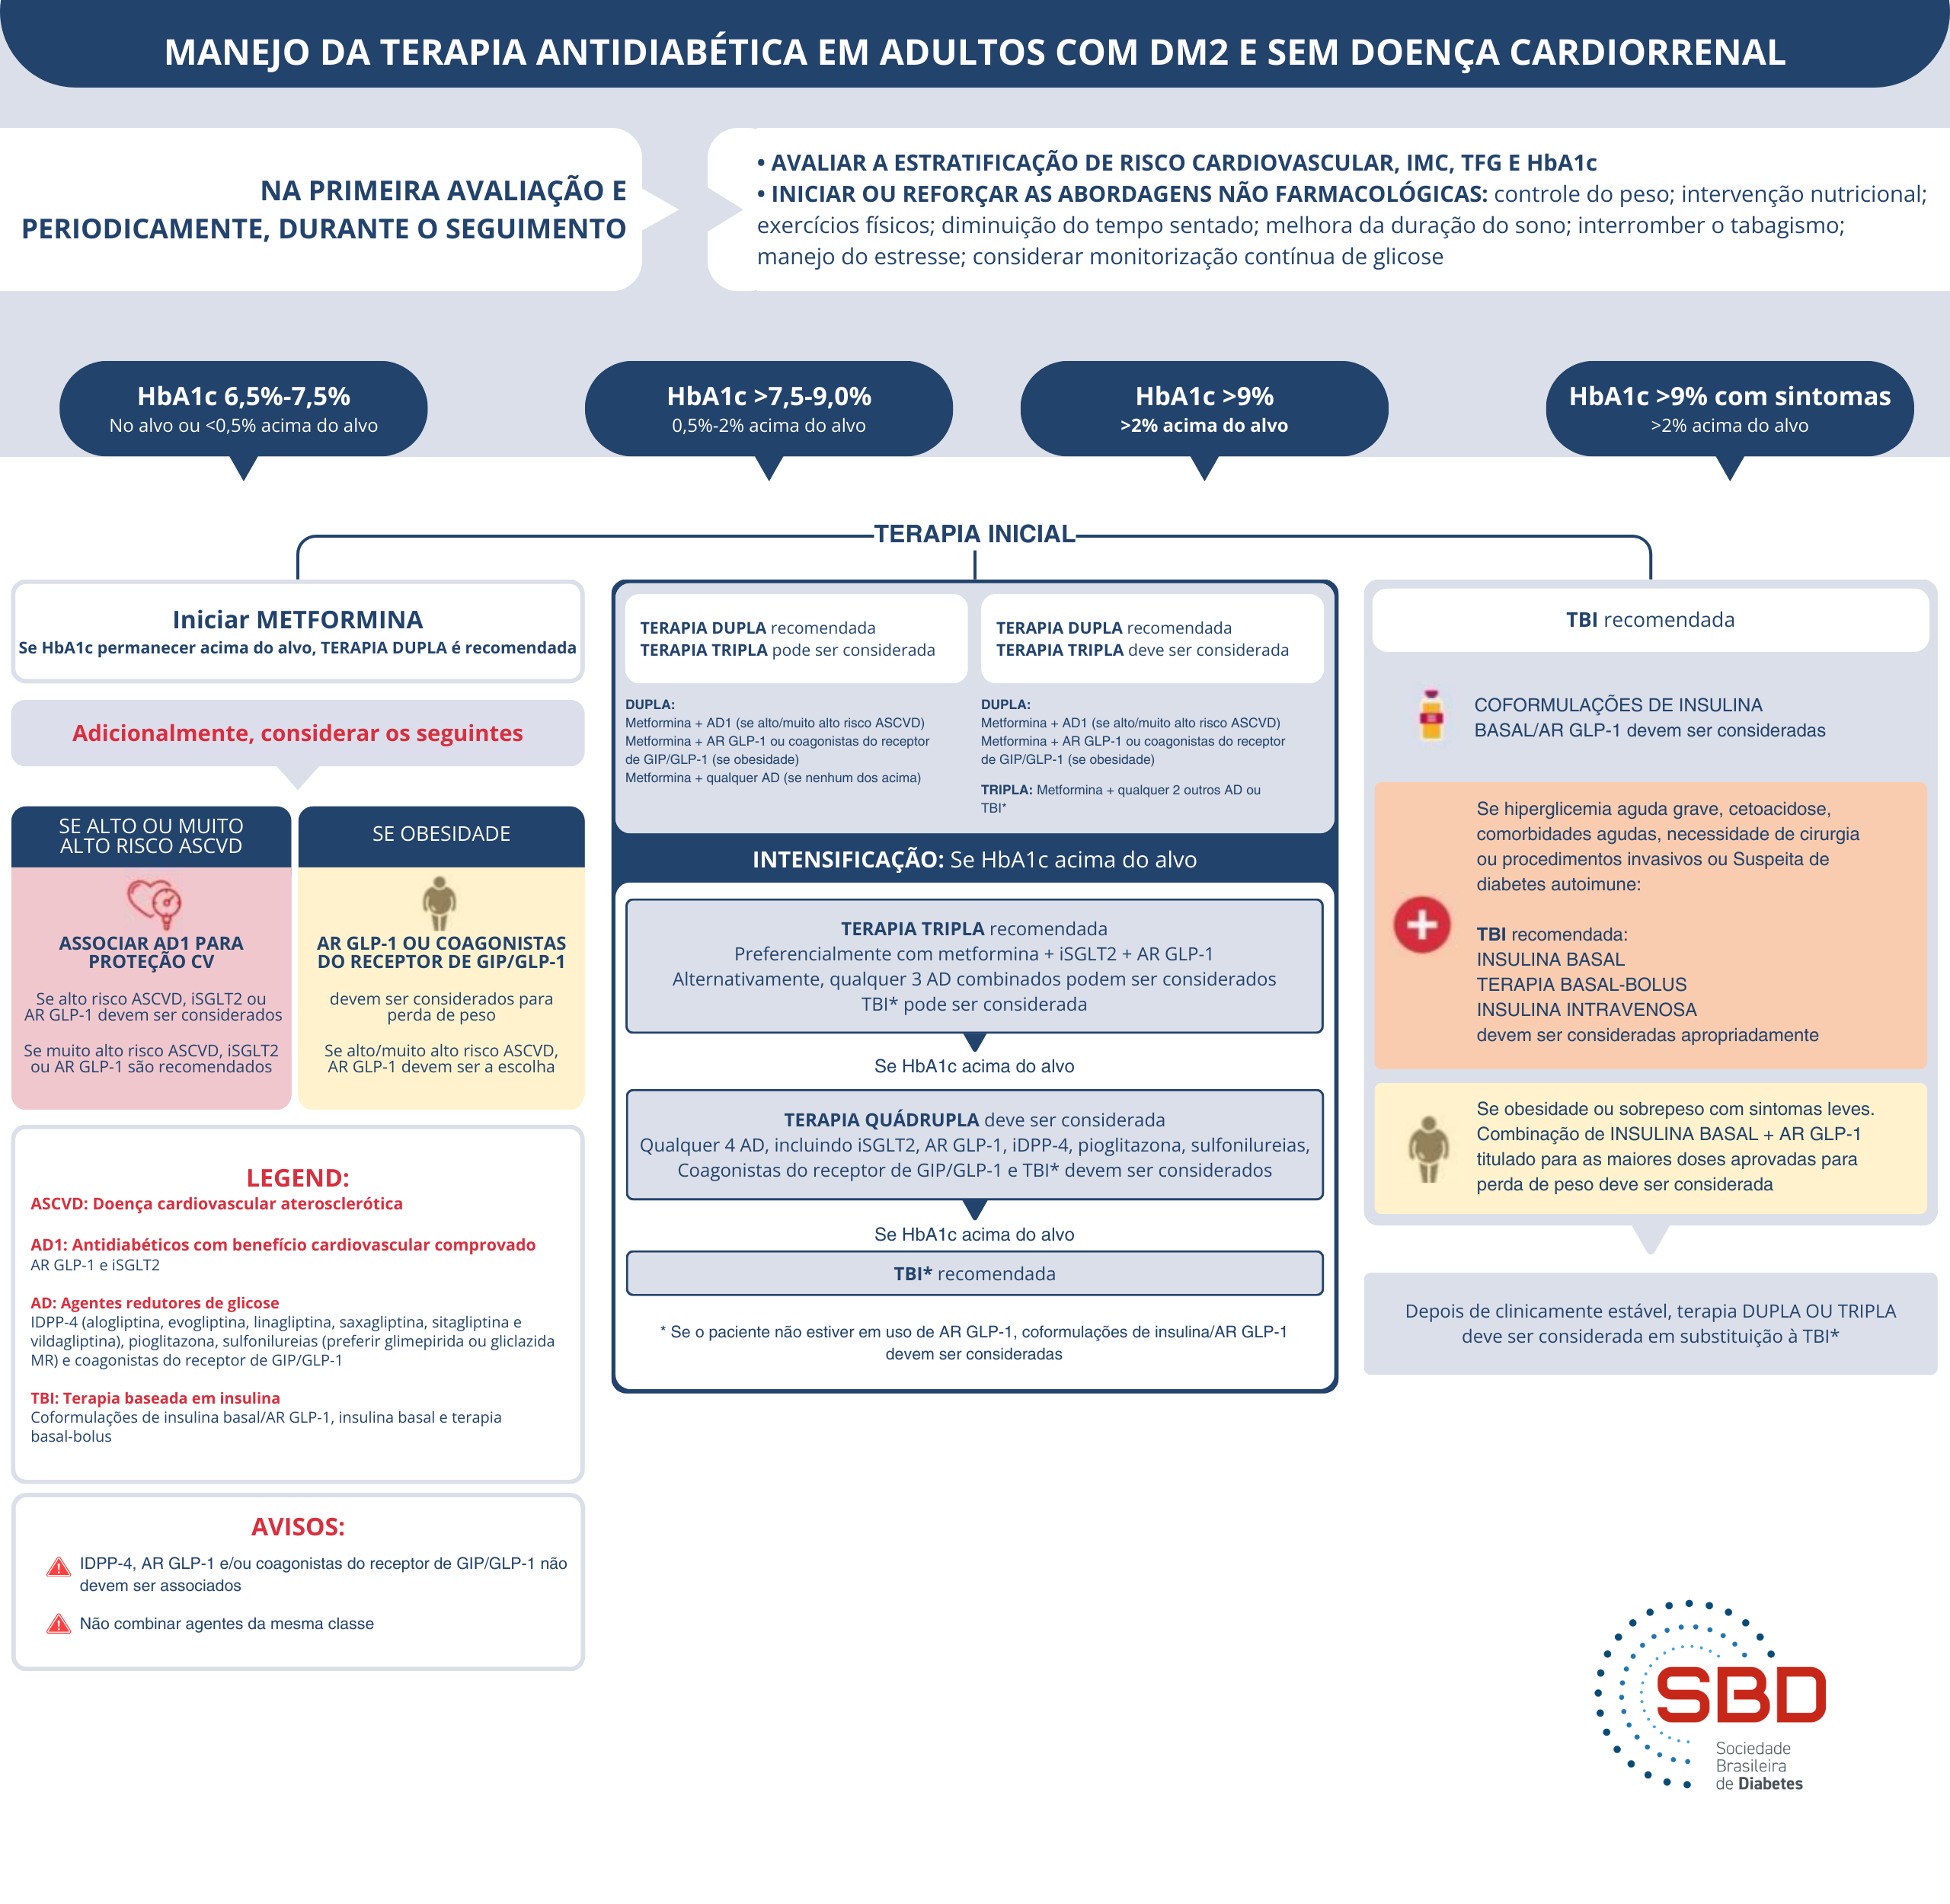 MANEJO DA TERAPIA ANTIDIABÉTICA EM ADULTOS COM DM2 E SEM DOENÇA CARDIORRENAL
NA PRIMEIRA AVALIAÇÃO E
PERIODICAMENTE, DURANTE O SEGUIMENTO
• AVALIAR A ESTRATIFICAÇÃO DE RISCO CARDIOVASCULAR, IMC, TFG E HbA1c
• INICIAR OU REFORÇAR AS ABORDAGENS NÃO FARMACOLÓGICAS: controle do peso; intervenção nutricional;
exercícios físicos; diminuição do tempo sentado; melhora da duração do sono; interromber o tabagismo;
manejo do estresse; considerar monitorização contínua de glicose
HbA1c 6,5%-7,5%
No alvo ou <0,5% acima do alvo
HbA1c >7,5-9,0%
0,5%-2% acima do alvo
HbA1c >9%
>2% acima do alvo
HbA1c >9% com sintomas
>2% acima do alvo
TERAPIA INICIAL
Iniciar METFORMINA
Se HbA1c permanecer acima do alvo, TERAPIA DUPLA é recomendada
Adicionalmente, considerar os seguintes
SE ALTO OU MUITO
ALTO RISCO ASCVD
ASSOCIAR AD1 PARA
PROTEÇÃO CV
Se alto risco ASCVD, iSGLT2 ou
AR GLP-1 devem ser considerados
Se muito alto risco ASCVD, iSGLT2
ou AR GLP-1 são recomendados
SE OBESIDADE
AR GLP-1 OU COAGONISTAS
DO RECEPTOR DE GIP/GLP-1
devem ser considerados para
perda de peso
Se alto/muito alto risco ASCVD,
AR GLP-1 devem ser a escolha
LEGEND:
ASCVD: Doença cardiovascular aterosclerótica
AD1: Antidiabéticos com benefício cardiovascular comprovado
AR GLP-1 e iSGLT2
AD: Agentes redutores de glicose
IDPP-4 (alogliptina, evogliptina, linagliptina, saxagliptina, sitagliptina e
vildagliptina), pioglitazona, sulfonilureias (preferir glimepirida ou gliclazida
MR) e coagonistas do receptor de GIP/GLP-1
TBI: Terapia baseada em insulina
Coformulações de insulina basal/AR GLP-1, insulina basal e terapia
basal-bolus
AVISOS:
IDPP-4, AR GLP-1 e/ou coagonistas do receptor de GIP/GLP-1 não
devem ser associados
Não combinar agentes da mesma classe
TERAPIA DUPLA recomendada
TERAPIA TRIPLA pode ser considerada
DUPLA:
Metformina + AD1 (se alto/muito alto risco ASCVD)
Metformina + AR GLP-1 ou coagonistas do receptor
de GIP/GLP-1 (se obesidade)
Metformina + qualquer AD (se nenhum dos acima)
TERAPIA DUPLA recomendada
TERAPIA TRIPLA deve ser considerada
DUPLA:
Metformina + AD1 (se alto/muito alto risco ASCVD)
Metformina + AR GLP-1 ou coagonistas do receptor
de GIP/GLP-1 (se obesidade)
TRIPLA: Metformina + qualquer 2 outros AD ou
TBI*
INTENSIFICAÇÃO: Se HbA1c acima do alvo
TERAPIA TRIPLA recomendada
Preferencialmente com metformina + iSGLT2 + AR GLP-1
Alternativamente, qualquer 3 AD combinados podem ser considerados
TBI* pode ser considerada
Se HbA1c acima do alvo
TERAPIA QUÁDRUPLA deve ser considerada
Qualquer 4 AD, incluindo iSGLT2, AR GLP-1, iDPP-4, pioglitazona, sulfonilureias,
Coagonistas do receptor de GIP/GLP-1 e TBI* devem ser considerados
Se HbA1c acima do alvo
TBI* recomendada
* Se o paciente não estiver em uso de AR GLP-1, coformulações de insulina/AR GLP-1
devem ser consideradas
TBI recomendada
COFORMULAÇÕES DE INSULINA
BASAL/AR GLP-1 devem ser consideradas
Se hiperglicemia aguda grave, cetoacidose,
comorbidades agudas, necessidade de cirurgia
ou procedimentos invasivos ou Suspeita de
diabetes autoimune:
TBI recomendada:
INSULINA BASAL
TERAPIA BASAL-BOLUS
INSULINA INTRAVENOSA
devem ser consideradas apropriadamente
Se obesidade ou sobrepeso com sintomas leves.
Combinação de INSULINA BASAL + AR GLP-1
titulado para as maiores doses aprovadas para
perda de peso deve ser considerada
Depois de clinicamente estável, terapia DUPLA OU TRIPLA
deve ser considerada em substituição à TBI*
SBD
Sociedade
Brasileira
de Diabetes